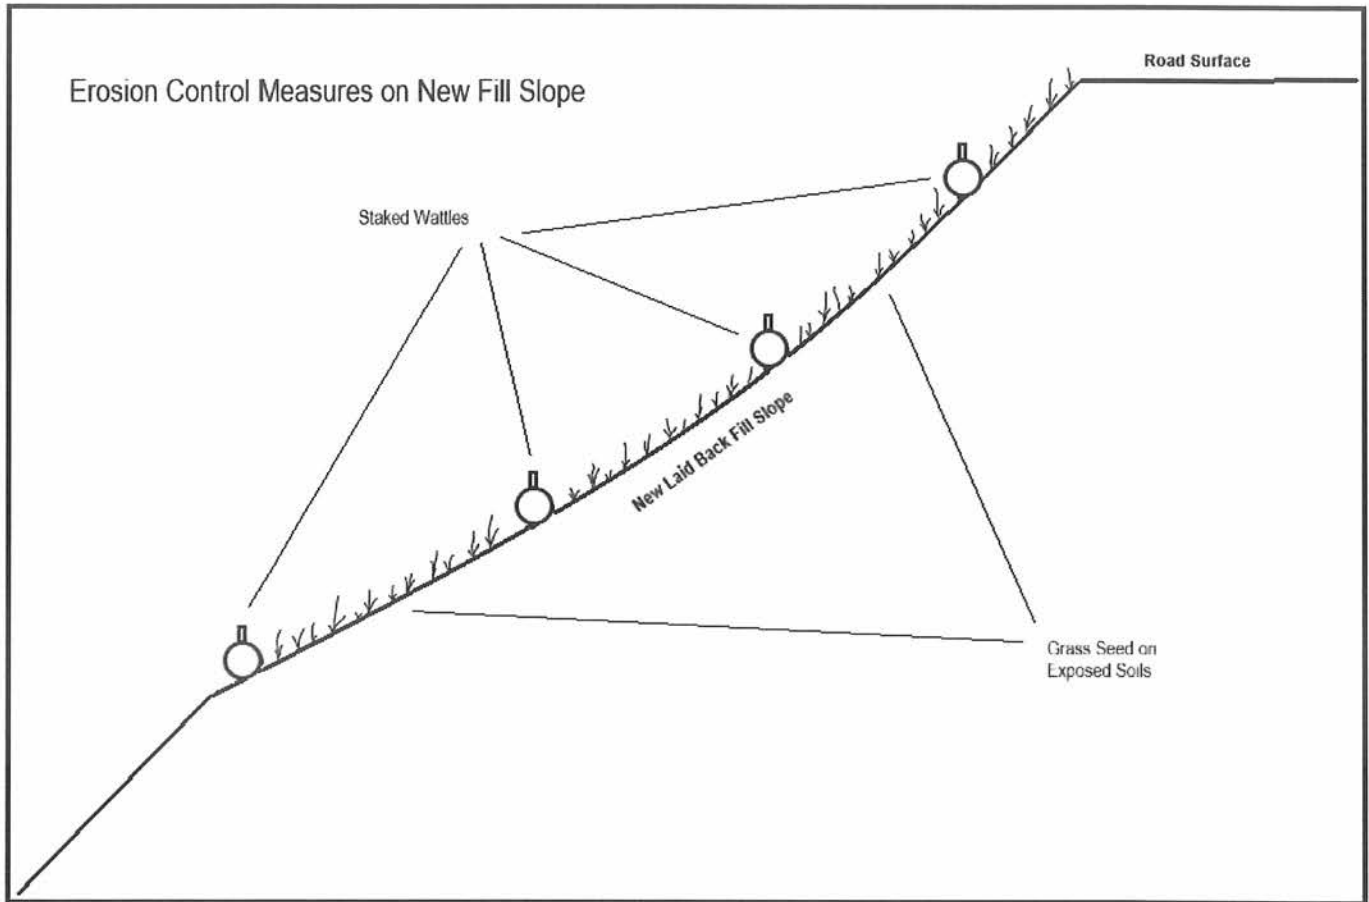 Road Surface
Erosion Control Measures on New Fill Slope
Staked Wattles
New Laid Back Fill Slope
Grass Seed on
Exposed Soils